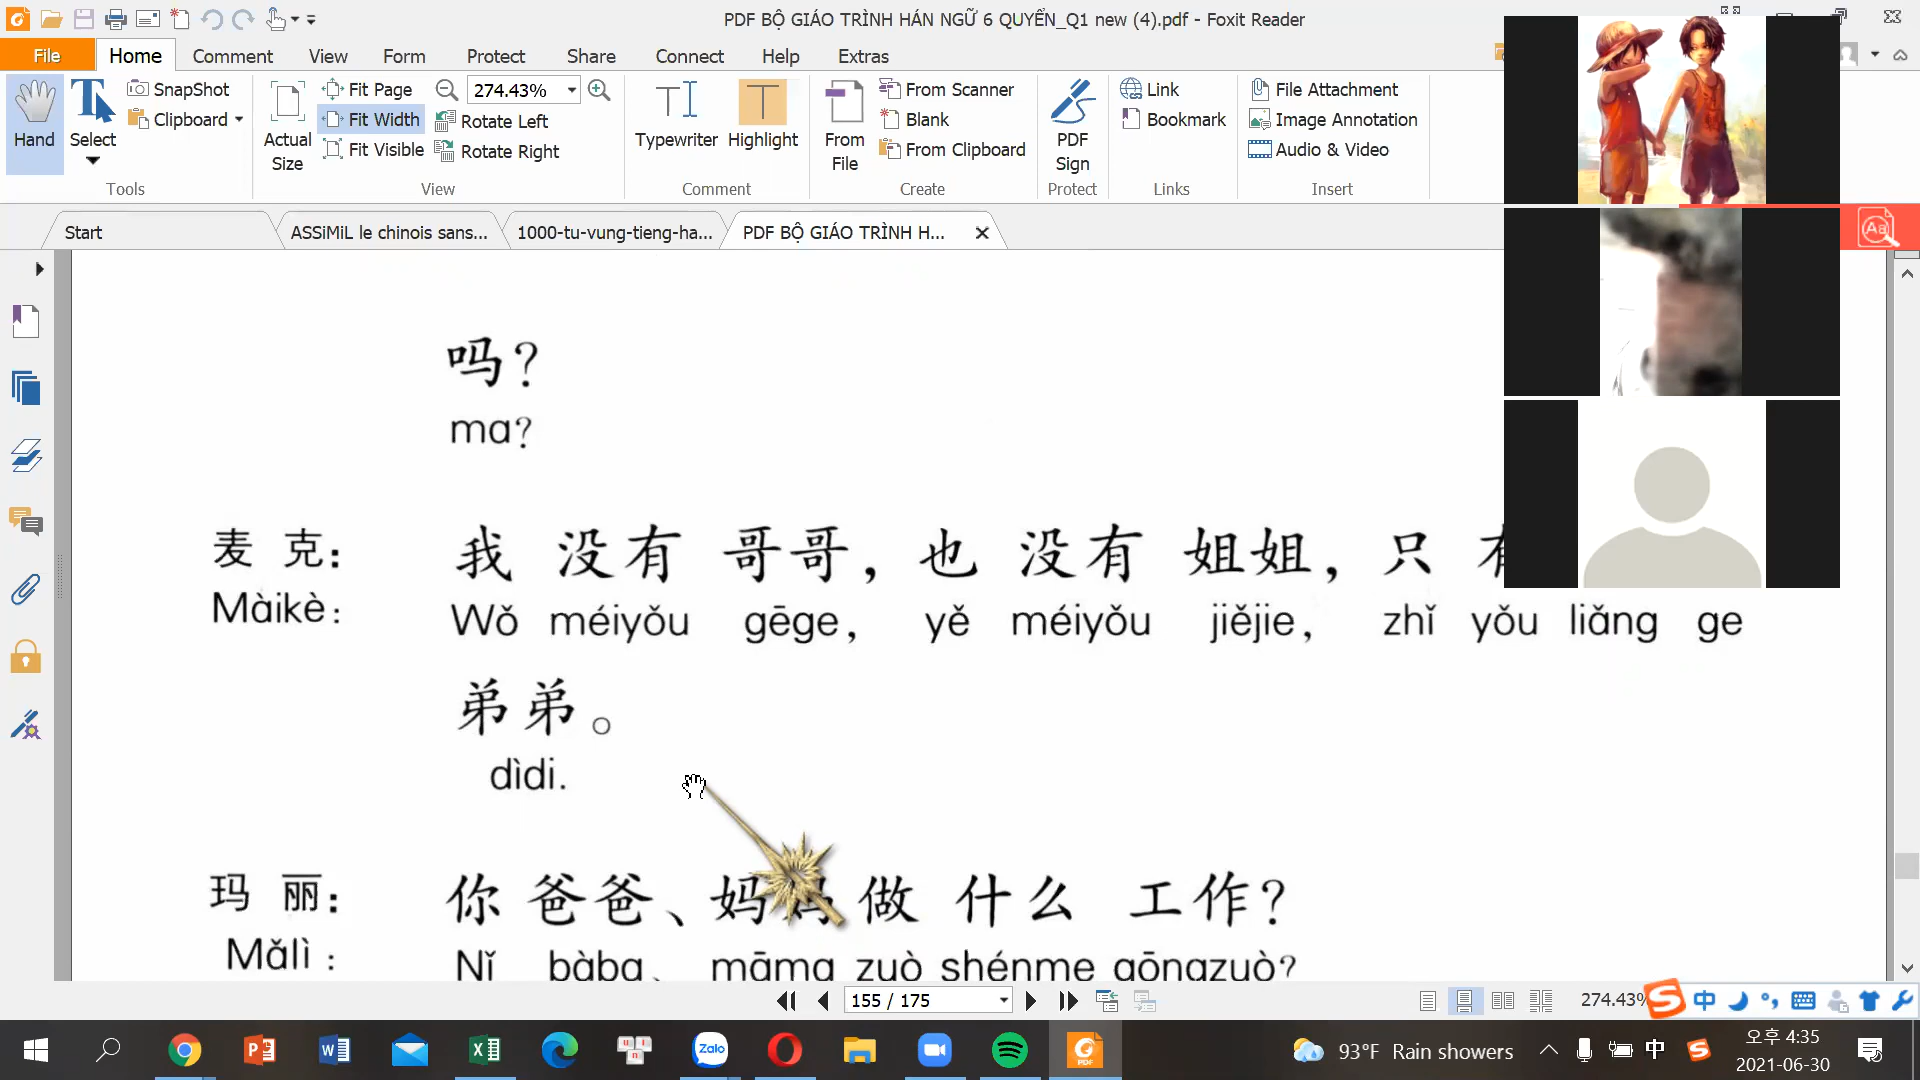 PDF BỘ GIÁO TRÌNH HÁN NGỮ 6 QUYỂN_Q1 new (4).pdf - Foxit Reader
File Home Comment View Form Protect Share Connect Help Extras
Hand
Select
SnapShot
Clipboard
Tools
Actual Size
Fit Page
Fit Width
Fit Visible
274.43%
Rotate Left
Rotate Right
View
Typewriter
Highlight
Comment
From File
From Scanner
Blank
From Clipboard
Create
PDF Sign
Protect
Link
Bookmark
Links
File Attachment
Image Annotation
Audio & Video
Insert
Start
ASSiMiL le chinois sans...
1000-tu-vung-tieng-ha...
PDF BỘ GIÁO TRÌNH H...
吗？
ma?
麦 克： 我 没有 哥哥，也 没有 姐姐，只
Màikè: Wǒ méiyǒu gēge, yě méiyǒu jiějie, zhǐ yǒu liǎng ge
弟弟。
dìdi.
玛 丽： 你 爸爸、妈妈 做 什么 工作？
Mǎlì : Nǐ bàba、 māma zuò shénme gōngzuò?
155 / 175
274.43%
中
93°F Rain showers
中
오후 4:35
2021-06-30
Zalo